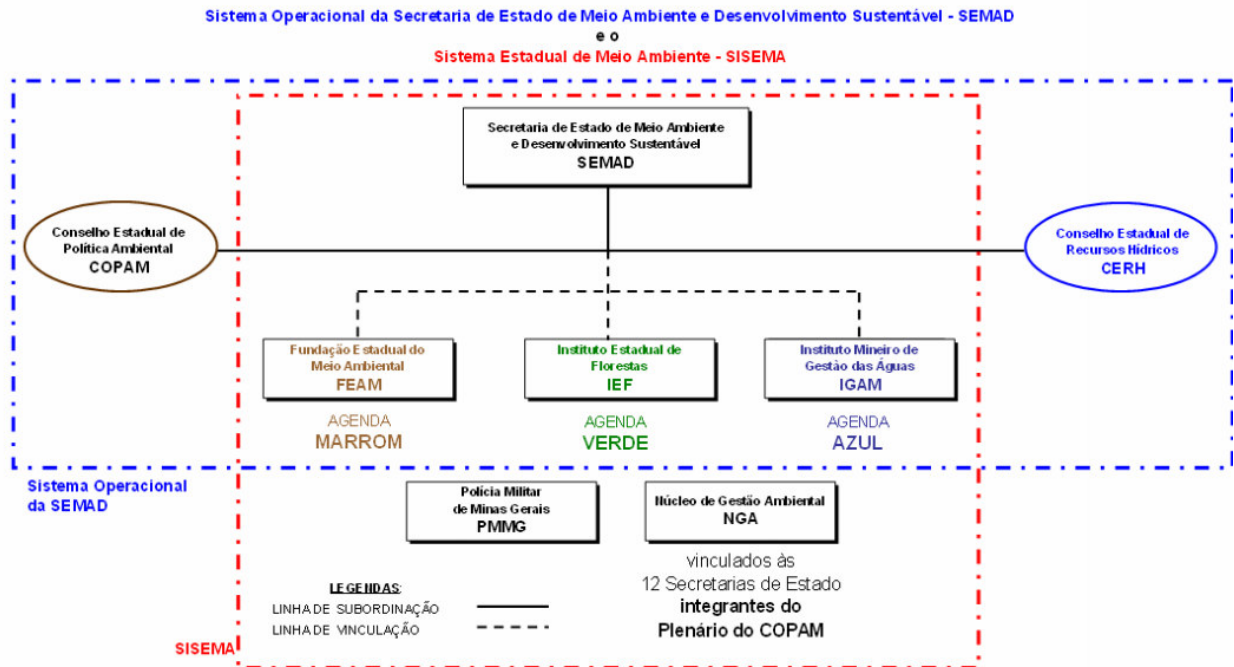 Sistema Operacional da Secretaria de Estado de Meio Ambiente e Desenvolvimento Sustentável - SEMAD
e o
Sistema Estadual de Meio Ambiente - SISEMA
Secretaria de Estado de Meio Ambiente
e Desenvolvimento Sustentável
SEMAD
Conselho Estadual de
Política Ambiental
COPAM
Conselho Estadual de
Recursos Hídricos
CERH
Fundação Estadual do
Meio Ambiental
FEAM
Instituto Estadual de
Florestas
IEF
Instituto Mineiro de
Gestão das Águas
IGAM
AGENDA
MARROM
AGENDA
VERDE
AGENDA
AZUL
Sistema Operacional
da SEMAD
Polícia Militar
de Minas Gerais
PMMG
Núcleo de Gestão Ambiental
NGA
vinculados às
12 Secretarias de Estado
integrantes do
Plenário do COPAM
LEGENDAS:
LINHA DE SUBORDINAÇÃO
LINHA DE VINCULAÇÃO
SISEMA